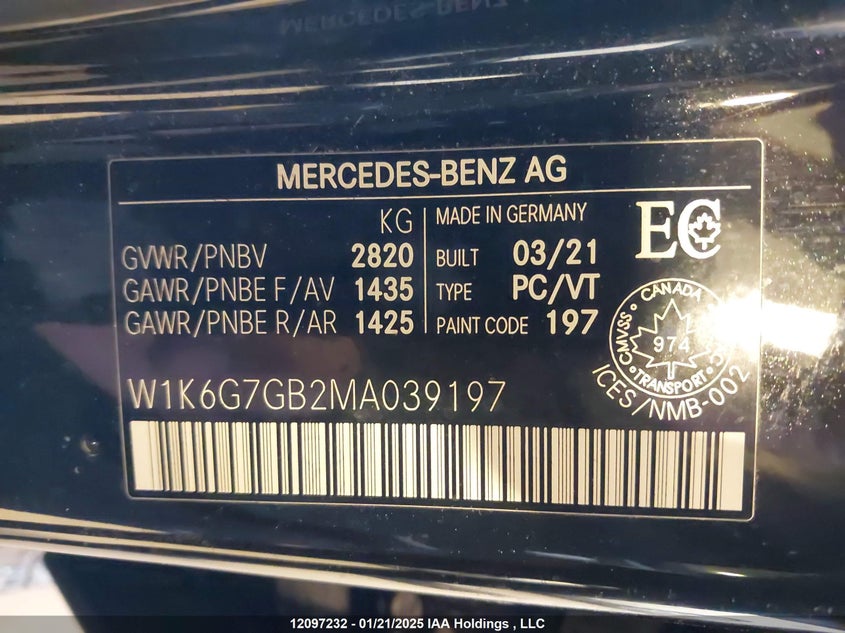 MERCEDES-BENZ AG
KG
GVWR/PNBV 2820
GAWR/PNBE F/AV 1435
GAWR/PNBE R/AR 1425
MADE IN GERMANY
BUILT 03/21
TYPE PC/VT
PAINT CODE 197
EC
CANADA
CMVSS 974
TRANSPORT
ICES/NMB-002
W1K6G7GB2MA039197
12097232 - 01/21/2025 IAA Holdings , LLC